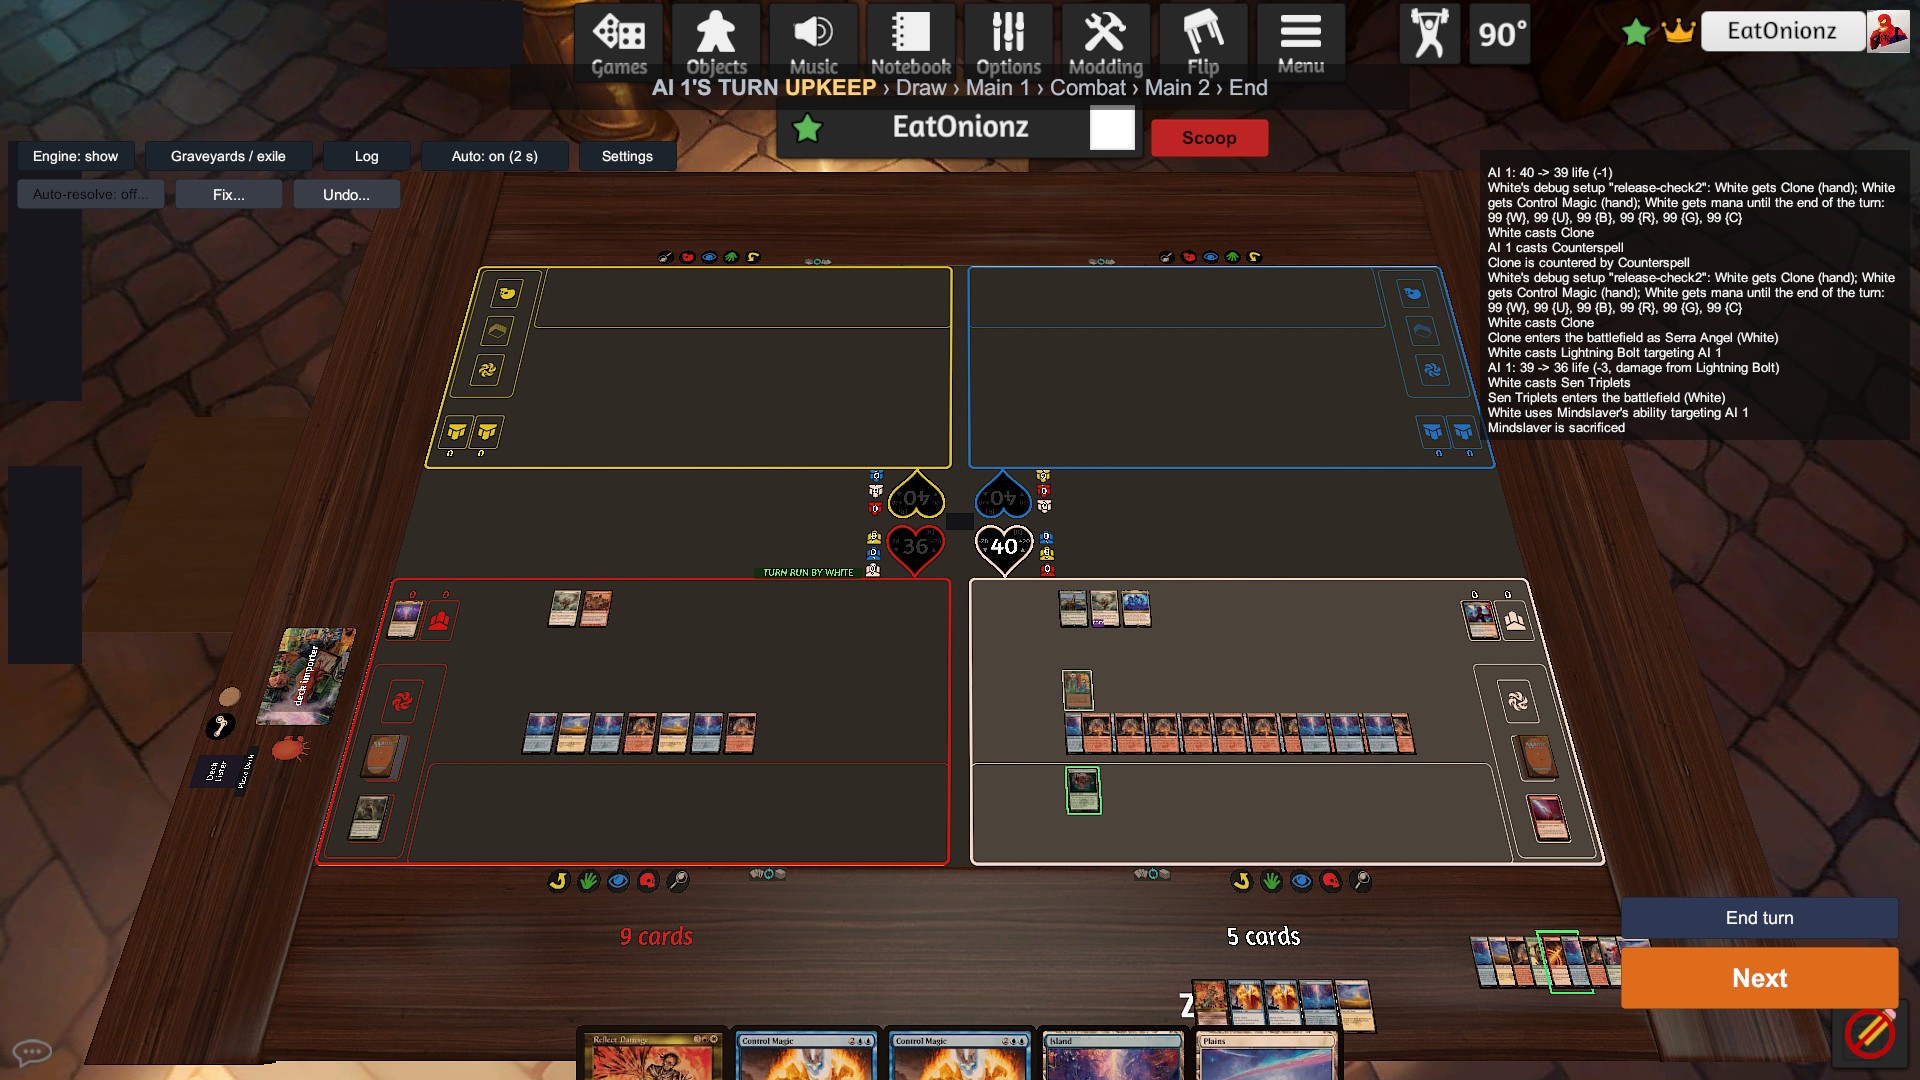 Games
Objects
Music
Notebook
Options
Modding
Flip
Menu
90°
EatOnionz
AI 1'S TURN UPKEEP › Draw › Main 1 › Combat › Main 2 › End
EatOnionz
Scoop
Engine: show
Graveyards / exile
Log
Auto: on (2 s)
Settings
Auto-resolve: off...
Fix...
Undo...
AI 1: 40 -> 39 life (-1)
White's debug setup "release-check2": White gets Clone (hand); White
gets Control Magic (hand); White gets mana until the end of the turn:
99 {W}, 99 {U}, 99 {B}, 99 {R}, 99 {G}, 99 {C}
White casts Clone
AI 1 casts Counterspell
Clone is countered by Counterspell
White's debug setup "release-check2": White gets Clone (hand); White
gets Control Magic (hand); White gets mana until the end of the turn:
99 {W}, 99 {U}, 99 {B}, 99 {R}, 99 {G}, 99 {C}
White casts Clone
Clone enters the battlefield as Serra Angel (White)
White casts Lightning Bolt targeting AI 1
AI 1: 39 -> 36 life (-3, damage from Lightning Bolt)
White casts Sen Triplets
Sen Triplets enters the battlefield (White)
White uses Mindslaver's ability targeting AI 1
Mindslaver is sacrificed
40
40
36
40
TURN RUN BY WHITE
deck importer
Deck
Lister
9 cards
5 cards
End turn
Next
Z
Reflect Damage
Control Magic
Control Magic
Island
Plains